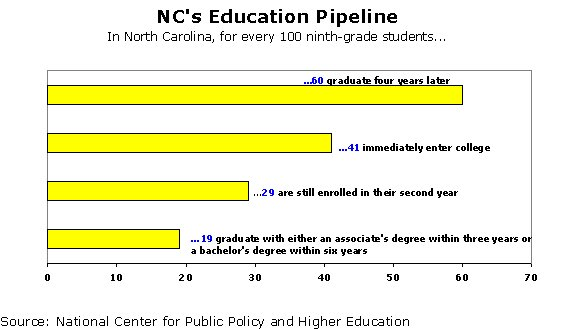 NC's Education Pipeline
In North Carolina, for every 100 ninth-grade students...
...60 graduate four years later
...41 immediately enter college
...29 are still enrolled in their second year
...19 graduate with either an associate's degree within three years or
a bachelor's degree within six years
0 10 20 30 40 50 60 70
Source: National Center for Public Policy and Higher Education